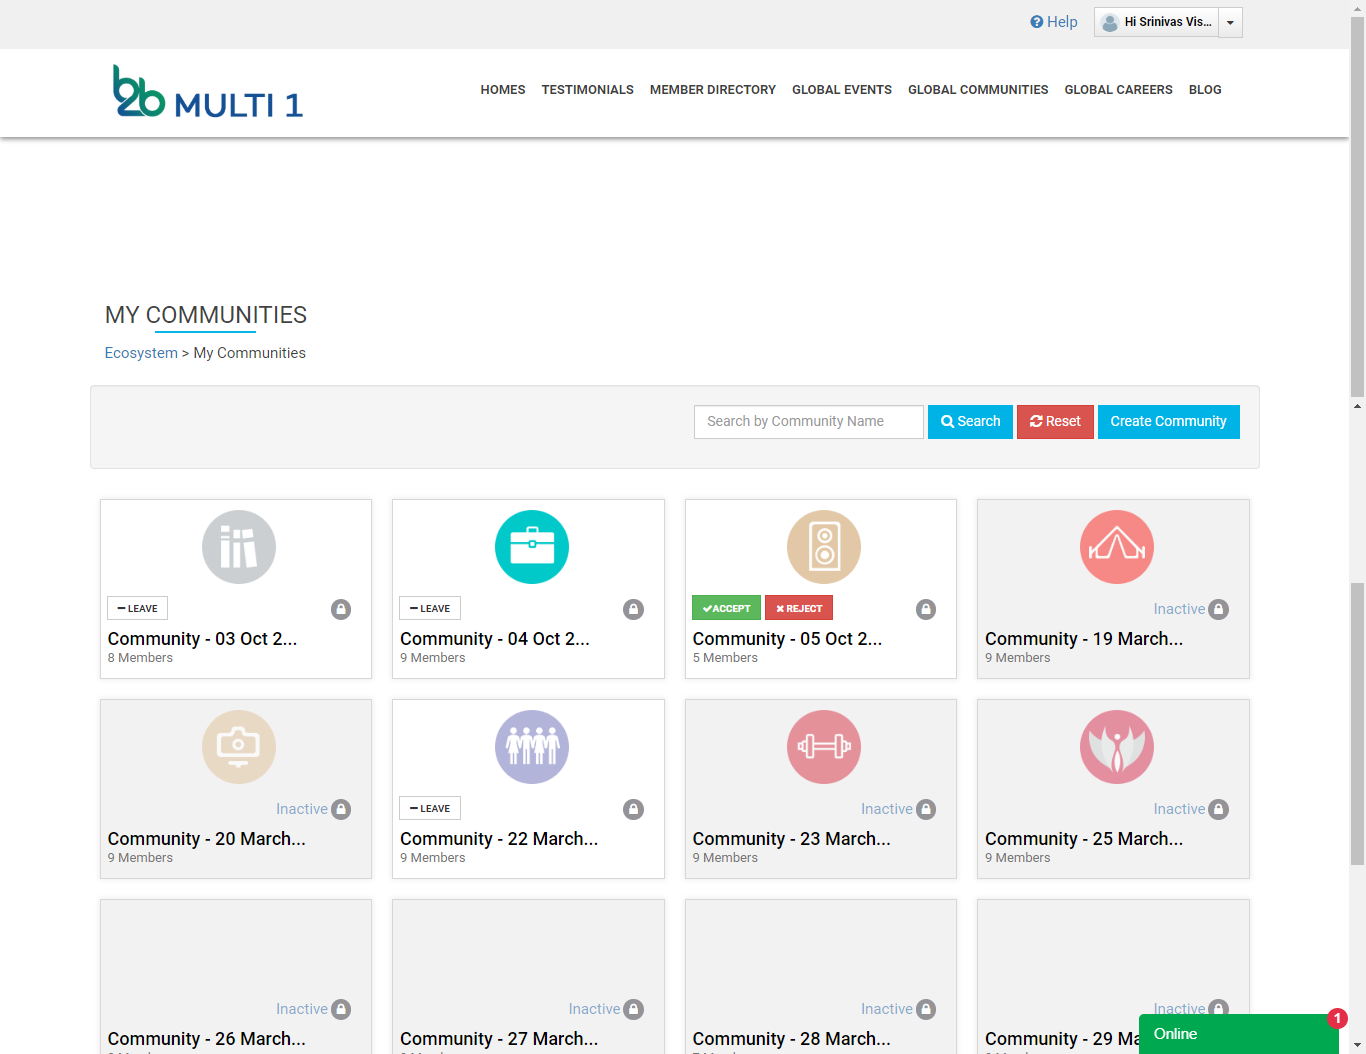 Help
Hi Srinivas Vis...
b2b MULTI 1
HOMES TESTIMONIALS MEMBER DIRECTORY GLOBAL EVENTS GLOBAL COMMUNITIES GLOBAL CAREERS BLOG
MY COMMUNITIES
Ecosystem > My Communities
Search by Community Name Search Reset Create Community
LEAVE
Community - 03 Oct 2...
8 Members
LEAVE
Community - 04 Oct 2...
9 Members
ACCEPT REJECT
Community - 05 Oct 2...
5 Members
Inactive
Community - 19 March...
9 Members
Inactive
Community - 20 March...
9 Members
LEAVE
Community - 22 March...
9 Members
Inactive
Community - 23 March...
9 Members
Inactive
Community - 25 March...
9 Members
Inactive
Community - 26 March...
Inactive
Community - 27 March...
Inactive
Community - 28 March...
Inactive
Community - 29
Online
1